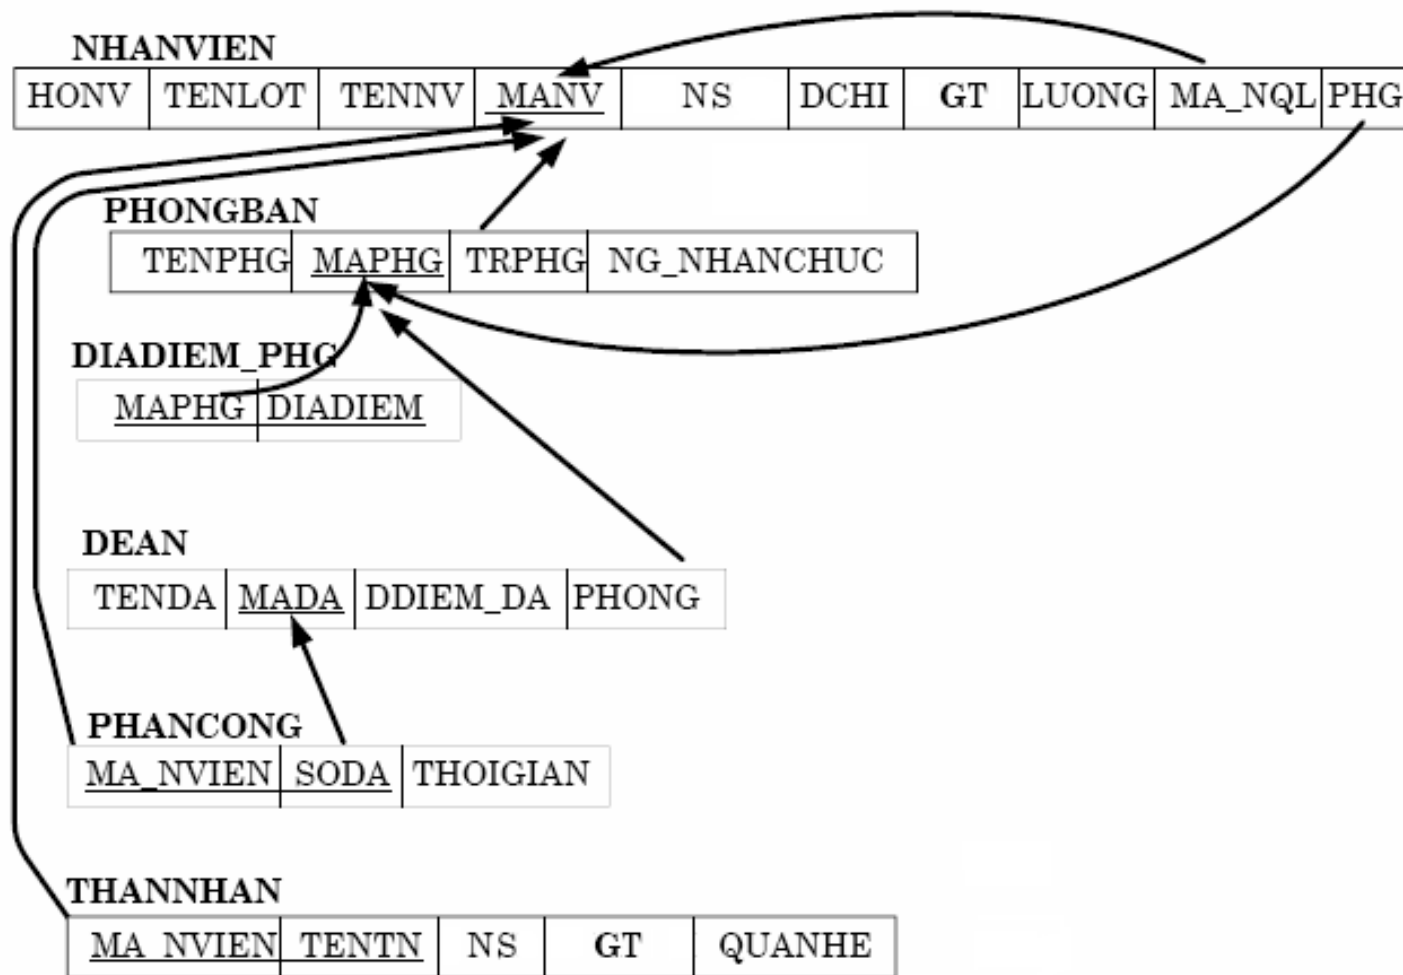 NHANVIEN
HONV TENLOT TENNV MANV NS DCHI GT LUONG MA_NQL PHG
PHONGBAN
TENPHG MAPHG TRPHG NG_NHANCHUC
DIADIEM_PHG
MAPHG DIADIEM
DEAN
TENDA MADA DDIEM_DA PHONG
PHANCONG
MA_NVIEN SODA THOIGIAN
THANNHAN
MA_NVIEN TENTN NS GT QUANHE